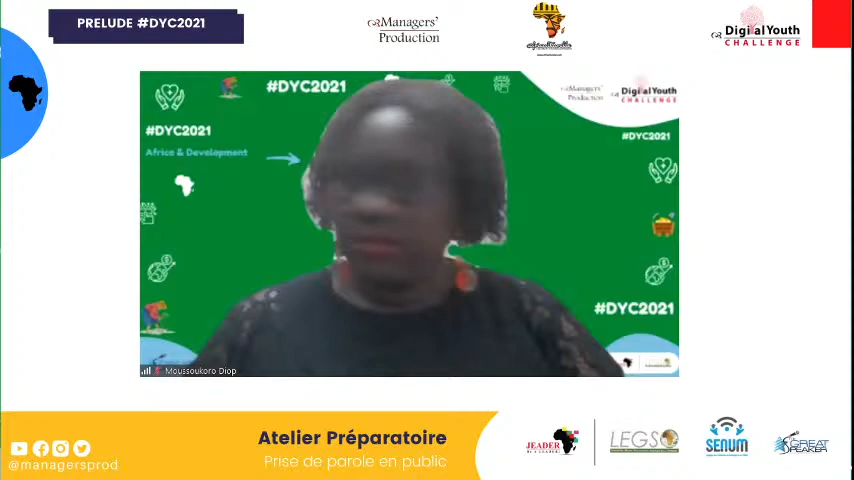 PRELUDE #DYC2021
Managers'
Production
Digital Youth
CHALLENGE
#DYC2021
Managers'
Production
Digital Youth
CHALLENGE
#DYC2021
#DYC2021
Africa & Development
#DYC2021
Moussoukoro Diop
Atelier Préparatoire
Prise de parole en public
@managersprod
JEADER
LEGS
SENUM
GREAT
SPEAKER